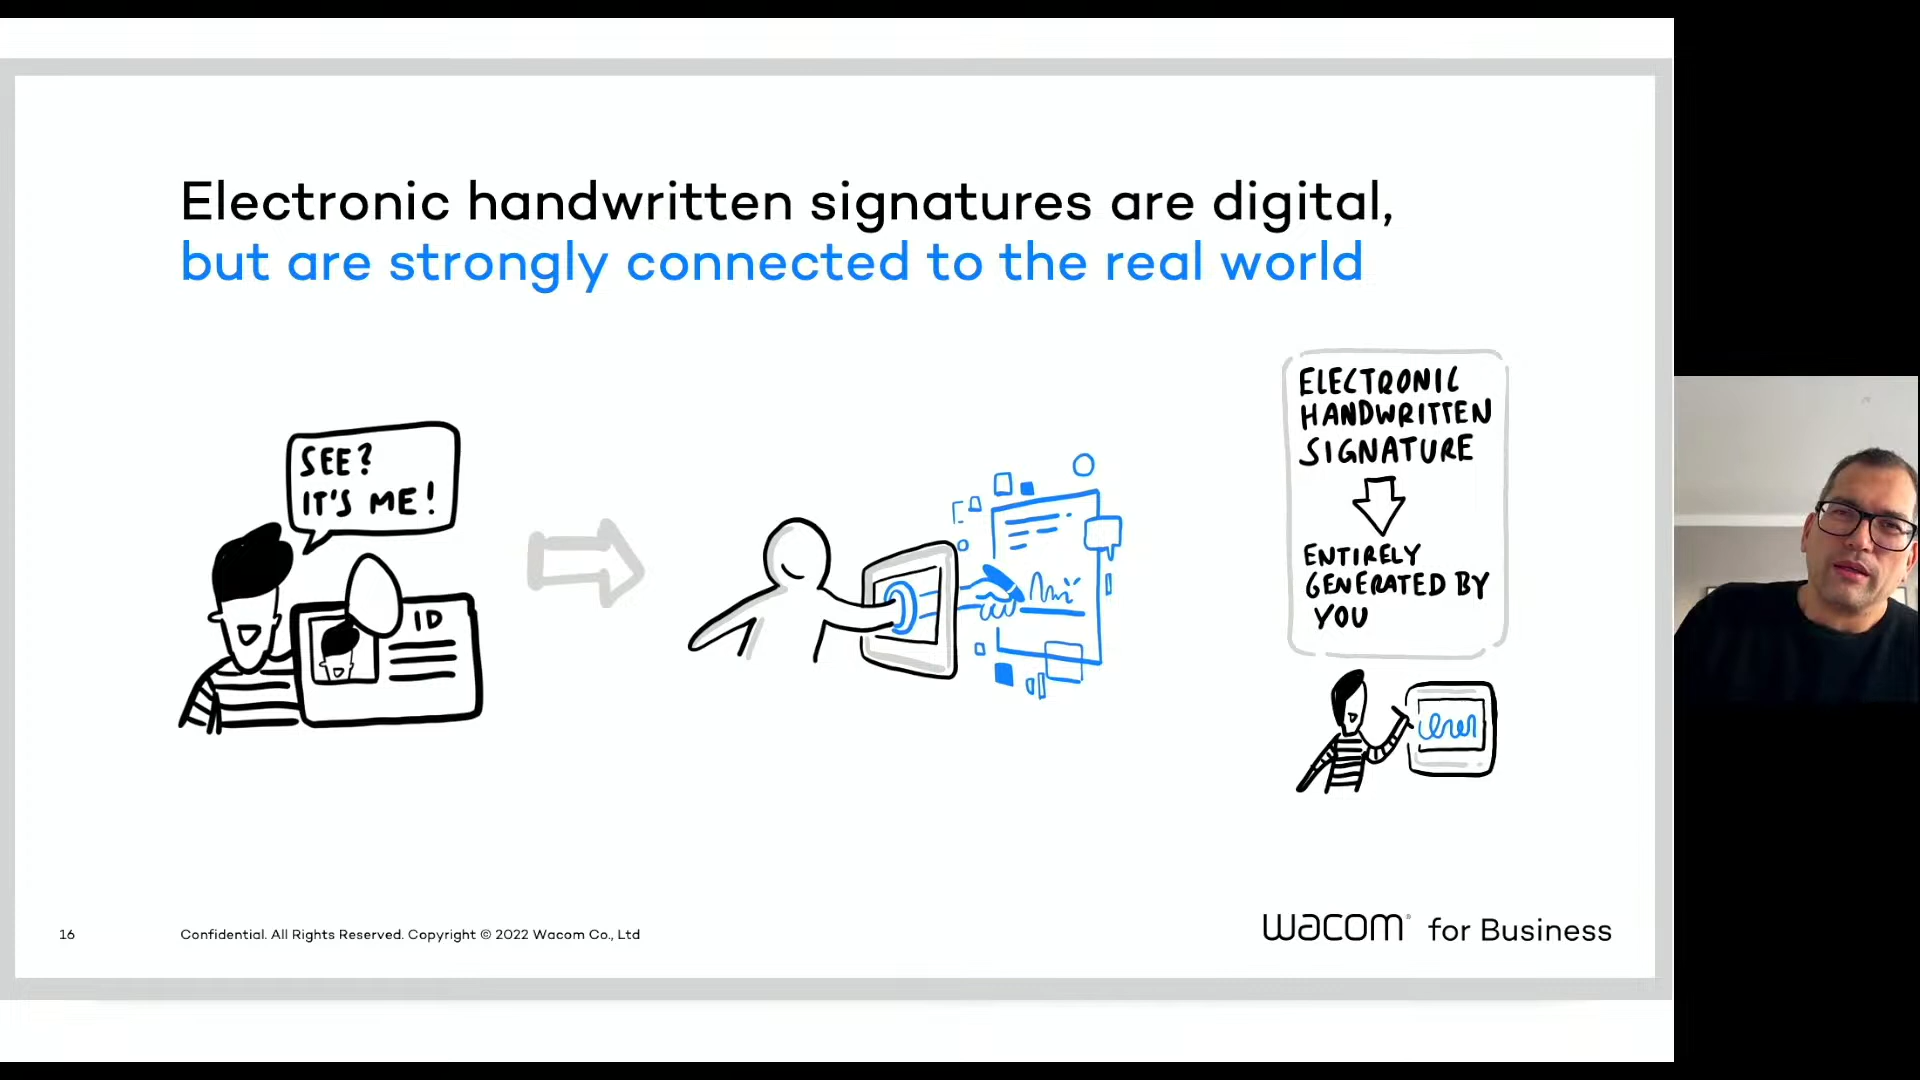 Electronic handwritten signatures are digital,
but are strongly connected to the real world
SEE?
IT'S ME!
ID
ELECTRONIC
HANDWRITTEN
SIGNATURE
ENTIRELY
GENERATED BY
YOU
16
Confidential. All Rights Reserved. Copyright © 2022 Wacom Co., Ltd
wacom® for Business